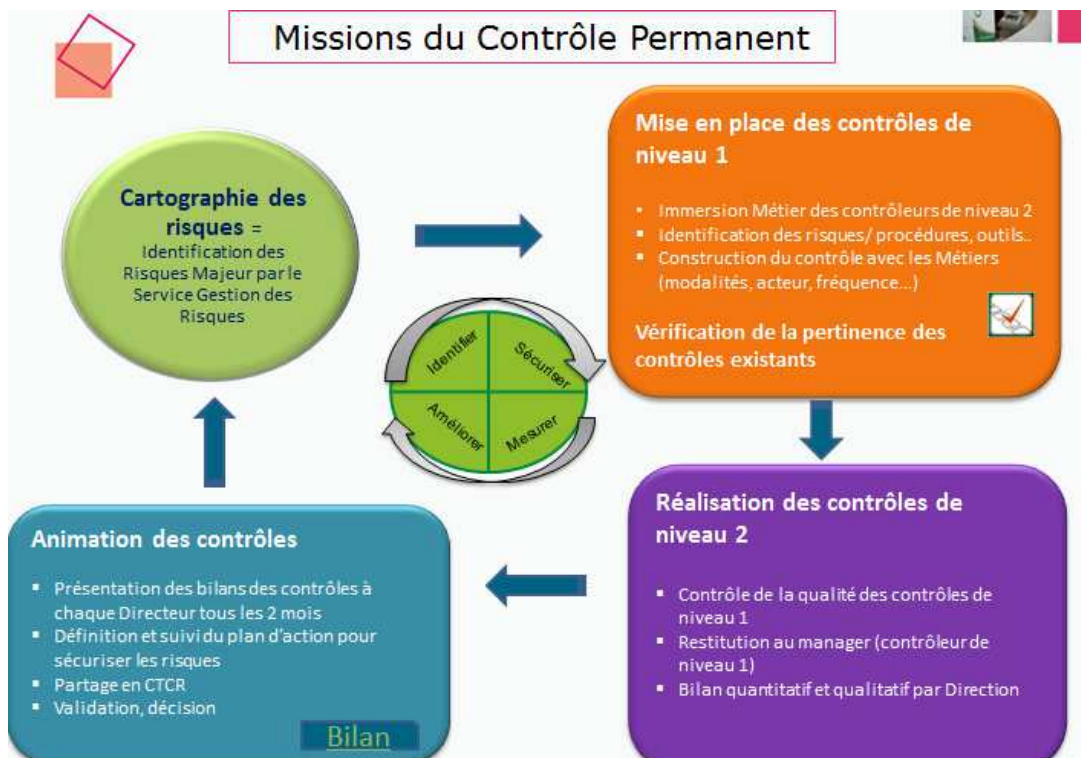 Missions du Contrôle Permanent
Cartographie des
risques =
Identification des
Risques Majeur par le
Service Gestion des
Risques
Mise en place des contrôles de
niveau 1
▪ Immersion Métier des contrôleurs de niveau 2
▪ Identification des risques/ procédures, outils..
▪ Construction du contrôle avec les Métiers
(modalités, acteur, fréquence...)
Vérification de la pertinence des
contrôles existants
Identifier
Sécuriser
Améliorer
Mesurer
Réalisation des contrôles de
niveau 2
▪ Contrôle de la qualité des contrôles de
niveau 1
▪ Restitution au manager (contrôleur de
niveau 1)
▪ Bilan quantitatif et qualitatif par Direction
Animation des contrôles
▪ Présentation des bilans des contrôles à
chaque Directeur tous les 2 mois
▪ Définition et suivi du plan d'action pour
sécuriser les risques
▪ Partage en CTCR
▪ Validation, décision
Bilan